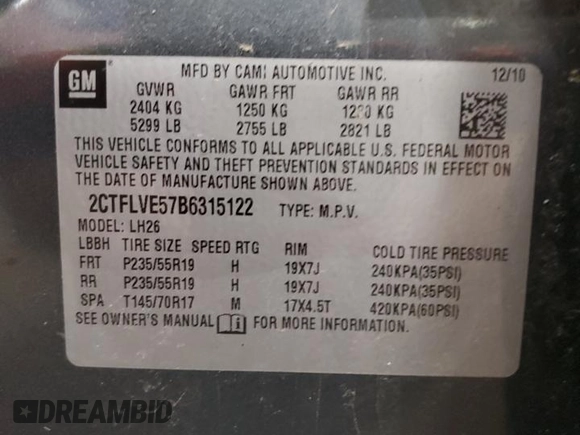 GM
MFD BY CAMI AUTOMOTIVE INC. 12/10
GVWR GAWR FRT GAWR RR
2404 KG 1250 KG KG
5299 LB 2755 LB 2821 LB
THIS VEHICLE CONFORMS TO ALL APPLICABLE U.S. FEDERAL MOTOR
VEHICLE SAFETY AND THEFT PREVENTION STANDARDS IN EFFECT ON
THE DATE OF MANUFACTURE SHOWN ABOVE.
2CTFLVE57B6315122 TYPE: M.P.V.
MODEL: LH26
LBBH TIRE SIZE SPEED RTG RIM COLD TIRE PRESSURE
FRT P235/55R19 H 19X7J 240KPA(35PSI)
RR P235/55R19 H 19X7J 240KPA(35PSI)
SPA T145/70R17 M 17X4.5T 420KPA(60PSI)
SEE OWNER'S MANUAL FOR MORE INFORMATION.
DREAMBID